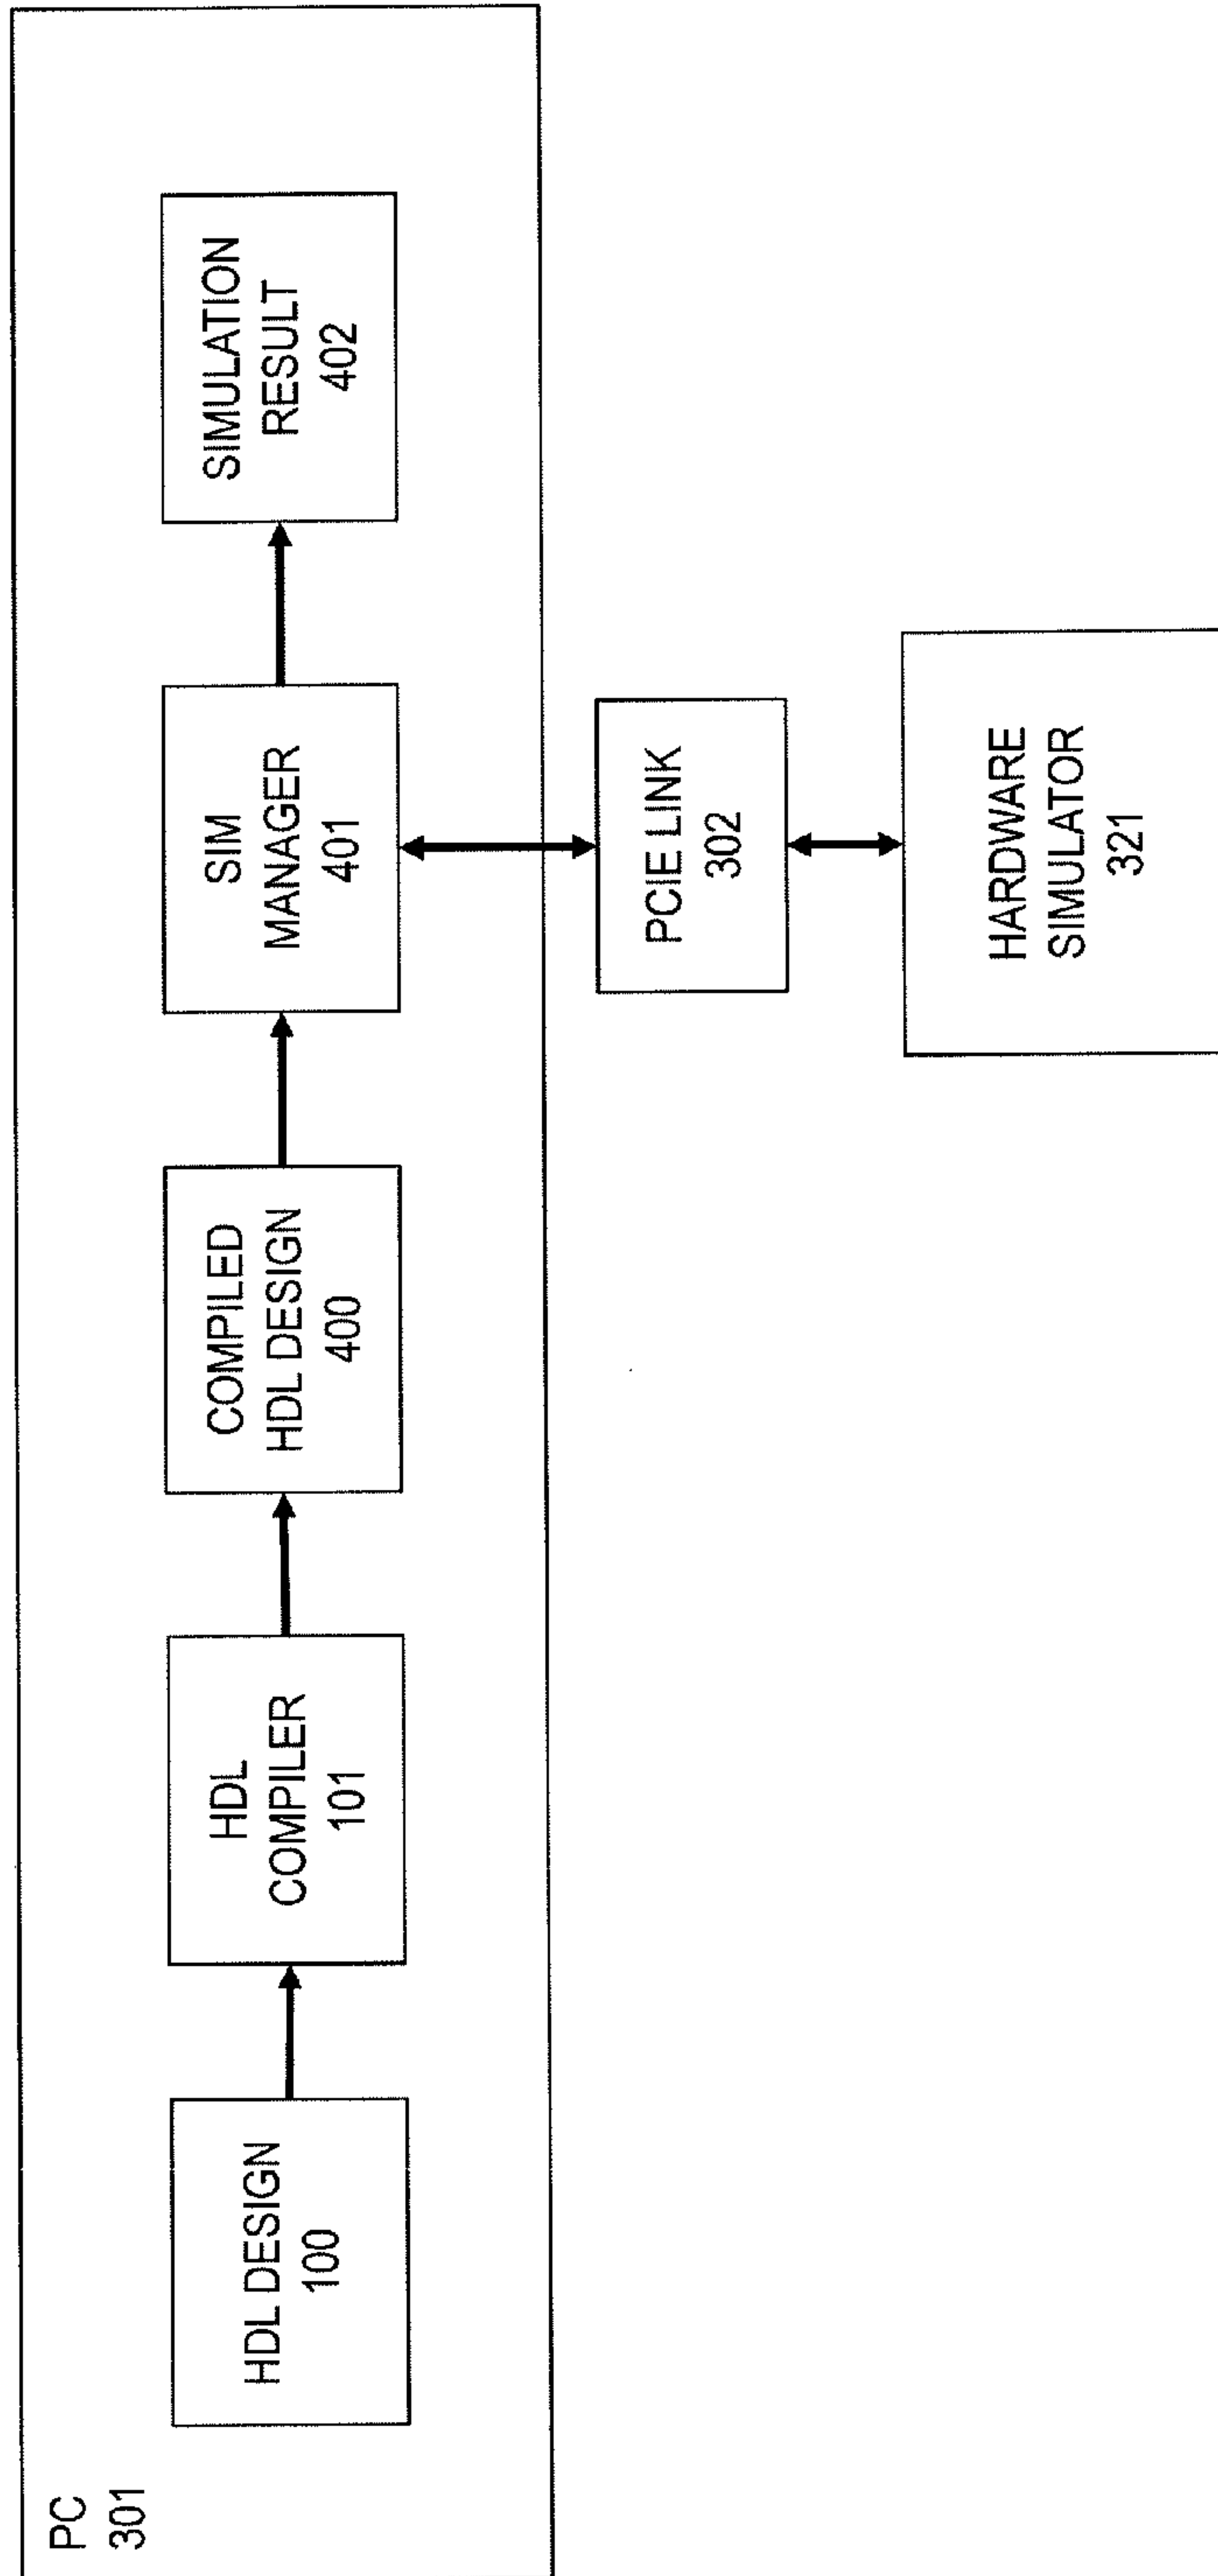 PC
301
HDL DESIGN
100
HDL
COMPILER
101
COMPILED
HDL DESIGN
400
SIM
MANAGER
401
SIMULATION
RESULT
402
PCIE LINK
302
HARDWARE
SIMULATOR
321